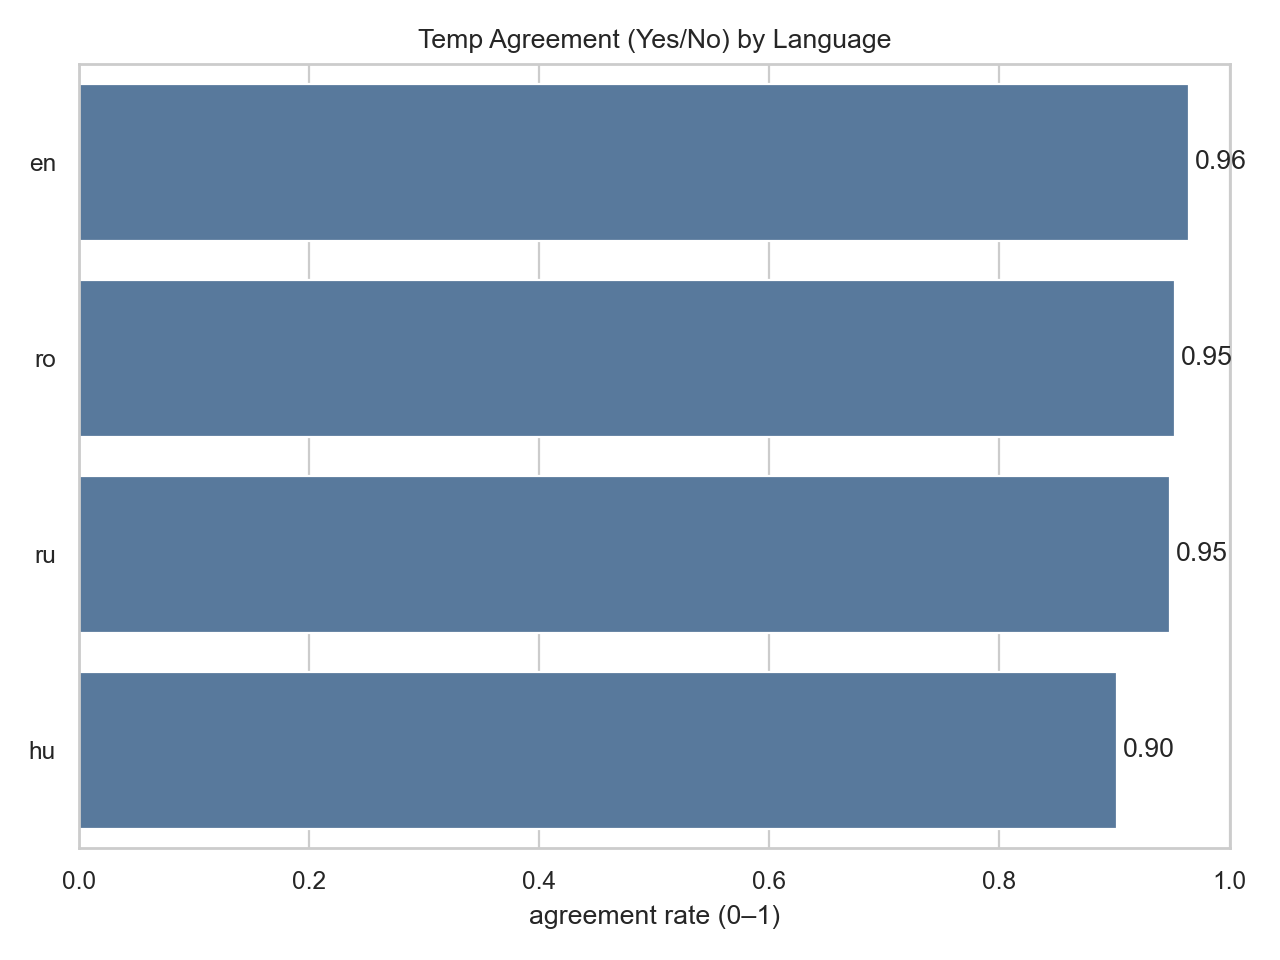 Temp Agreement (Yes/No) by Language
en
0.96
ro
0.95
ru
0.95
hu
0.90
0.0 0.2 0.4 0.6 0.8 1.0
agreement rate (0–1)